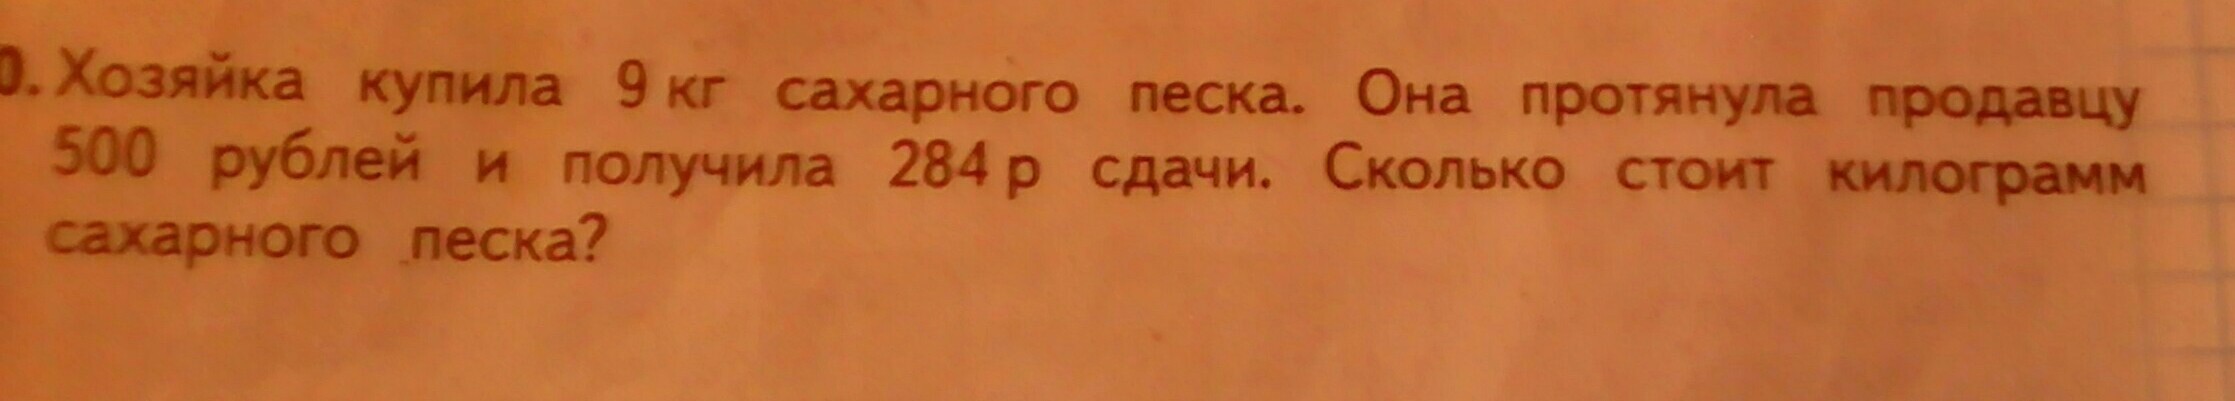 0. Хозяйка купила 9 кг сахарного песка. Она протянула продавцу
500 рублей и получила 284 р сдачи. Сколько стоит килограмм
сахарного песка?